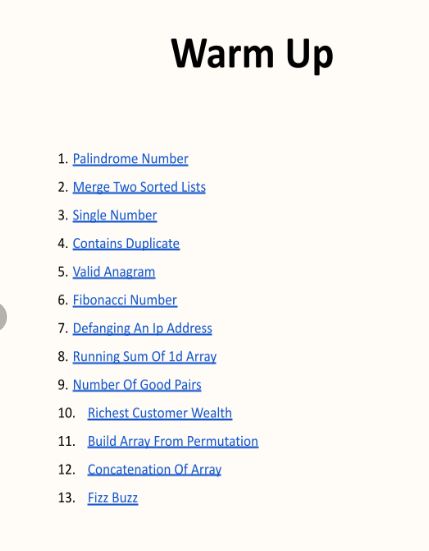 Warm Up
1. Palindrome Number
2. Merge Two Sorted Lists
3. Single Number
4. Contains Duplicate
5. Valid Anagram
6. Fibonacci Number
7. Defanging An Ip Address
8. Running Sum Of 1d Array
9. Number Of Good Pairs
10. Richest Customer Wealth
11. Build Array From Permutation
12. Concatenation Of Array
13. Fizz Buzz